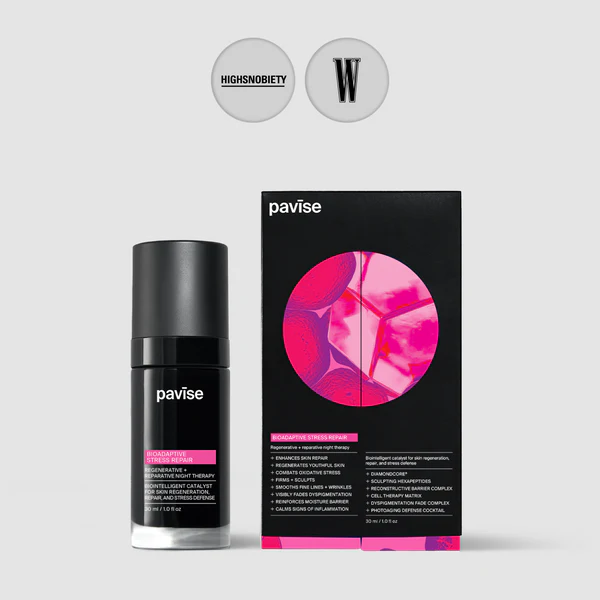 HIGHSNOBIETY
W
pavīse
BIOADAPTIVE STRESS REPAIR
Regenerative + reparative night therapy
+ ENHANCES SKIN REPAIR
+ REGENERATES YOUTHFUL SKIN
+ COMBATS OXIDATIVE STRESS
+ FIRMS + SCULPTS
+ SMOOTHS FINE LINES + WRINKLES
+ VISIBLY FADES DYSPIGMENTATION
+ REINFORCES MOISTURE BARRIER
+ CALMS SIGNS OF INFLAMMATION
Biointelligent catalyst for skin regeneration,
repair, and stress defense
+ DIAMONDCORE®
+ SCULPTING HEXAPEPTIDES
+ RECONSTRUCTIVE BARRIER COMPLEX
+ CELL THERAPY MATRIX
+ DYSPIGMENTATION FADE COMPLEX
+ PHOTOAGING DEFENSE COCKTAIL
30 ml / 1.0 fl oz
pavīse
BIOADAPTIVE
STRESS REPAIR
REGENERATIVE +
REPARATIVE NIGHT THERAPY
BIOINTELLIGENT CATALYST
FOR SKIN REGENERATION,
REPAIR, AND STRESS DEFENSE
30 ml / 1.0 fl oz